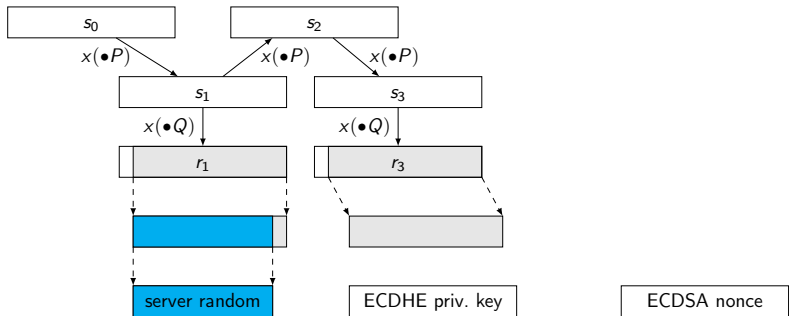 s₀ s₂
x(•P) x(•P) x(•P)
s₁ s₃
x(•Q) x(•Q)
r₁ r₃
server random ECDHE priv. key ECDSA nonce